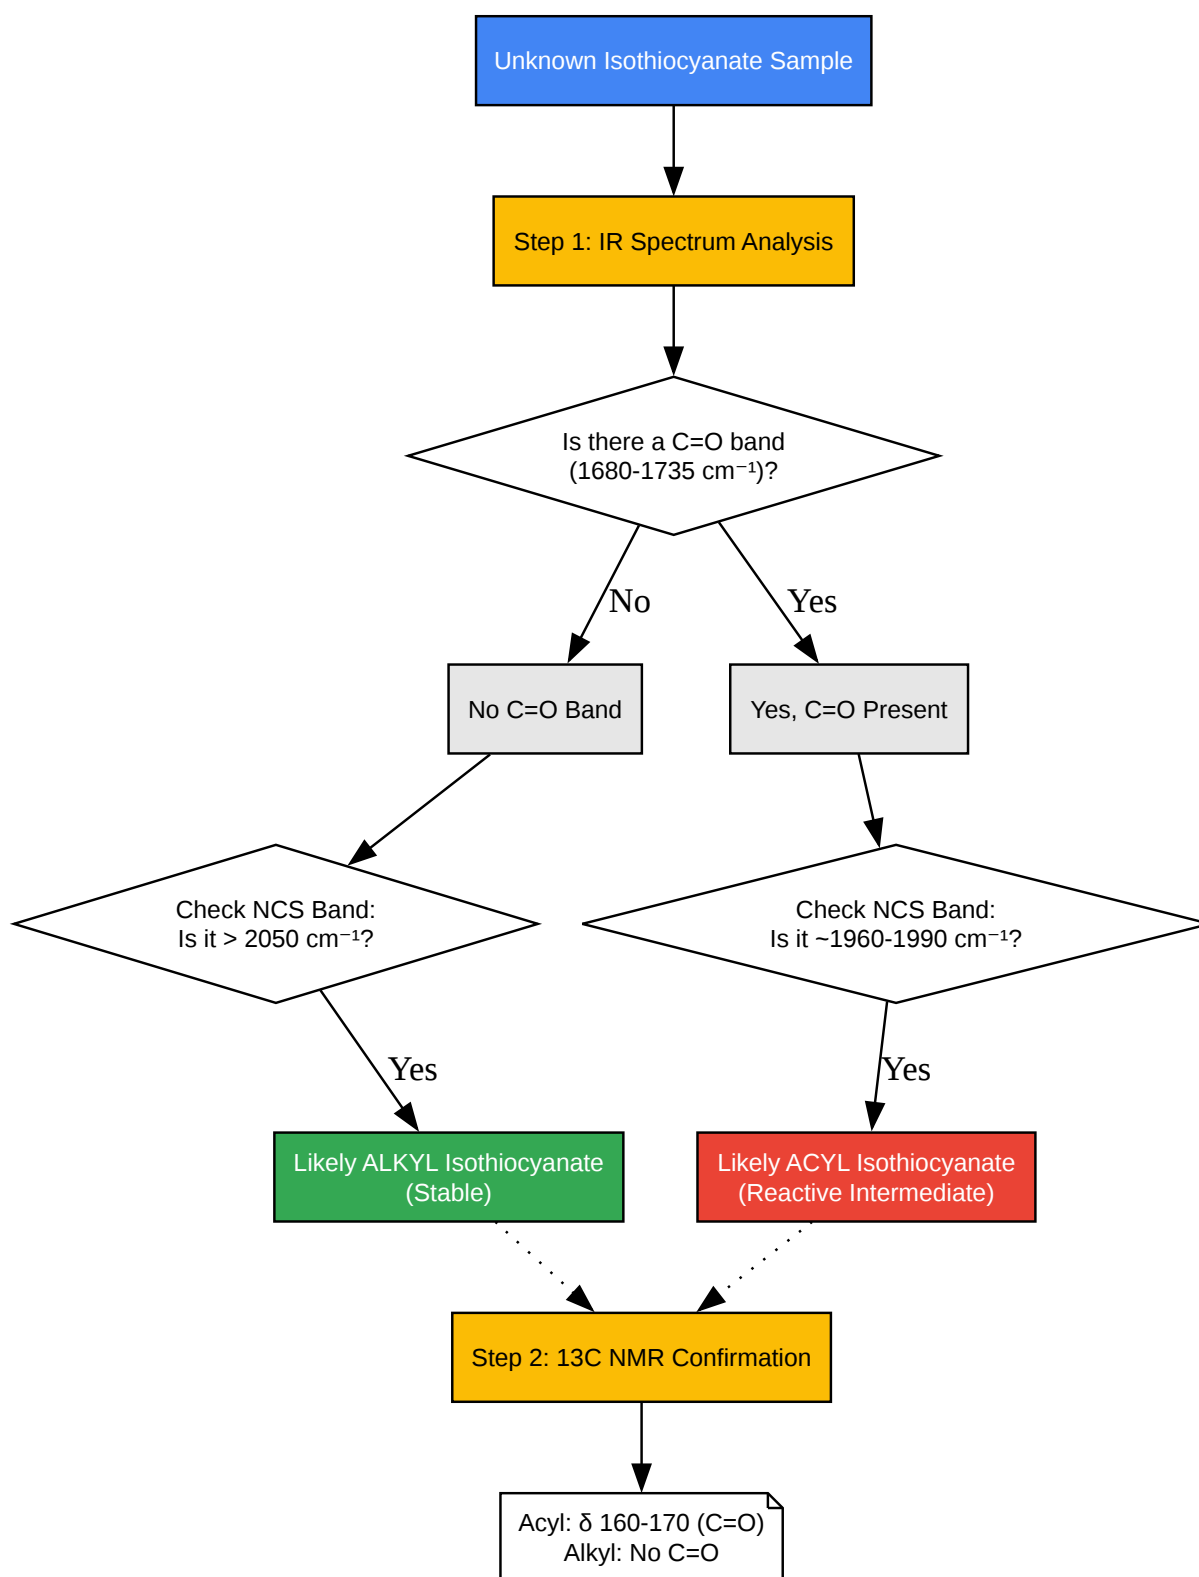 Unknown Isothiocyanate Sample
Step 1: IR Spectrum Analysis
Is there a C=O band
(1680-1735 cm⁻¹)?
No
Yes
No C=O Band
Yes, C=O Present
Check NCS Band:
Is it > 2050 cm⁻¹?
Check NCS Band:
Is it ~1960-1990 cm⁻¹?
Yes
Yes
Likely ALKYL Isothiocyanate
(Stable)
Likely ACYL Isothiocyanate
(Reactive Intermediate)
Step 2: 13C NMR Confirmation
Acyl: δ 160-170 (C=O)
Alkyl: No C=O